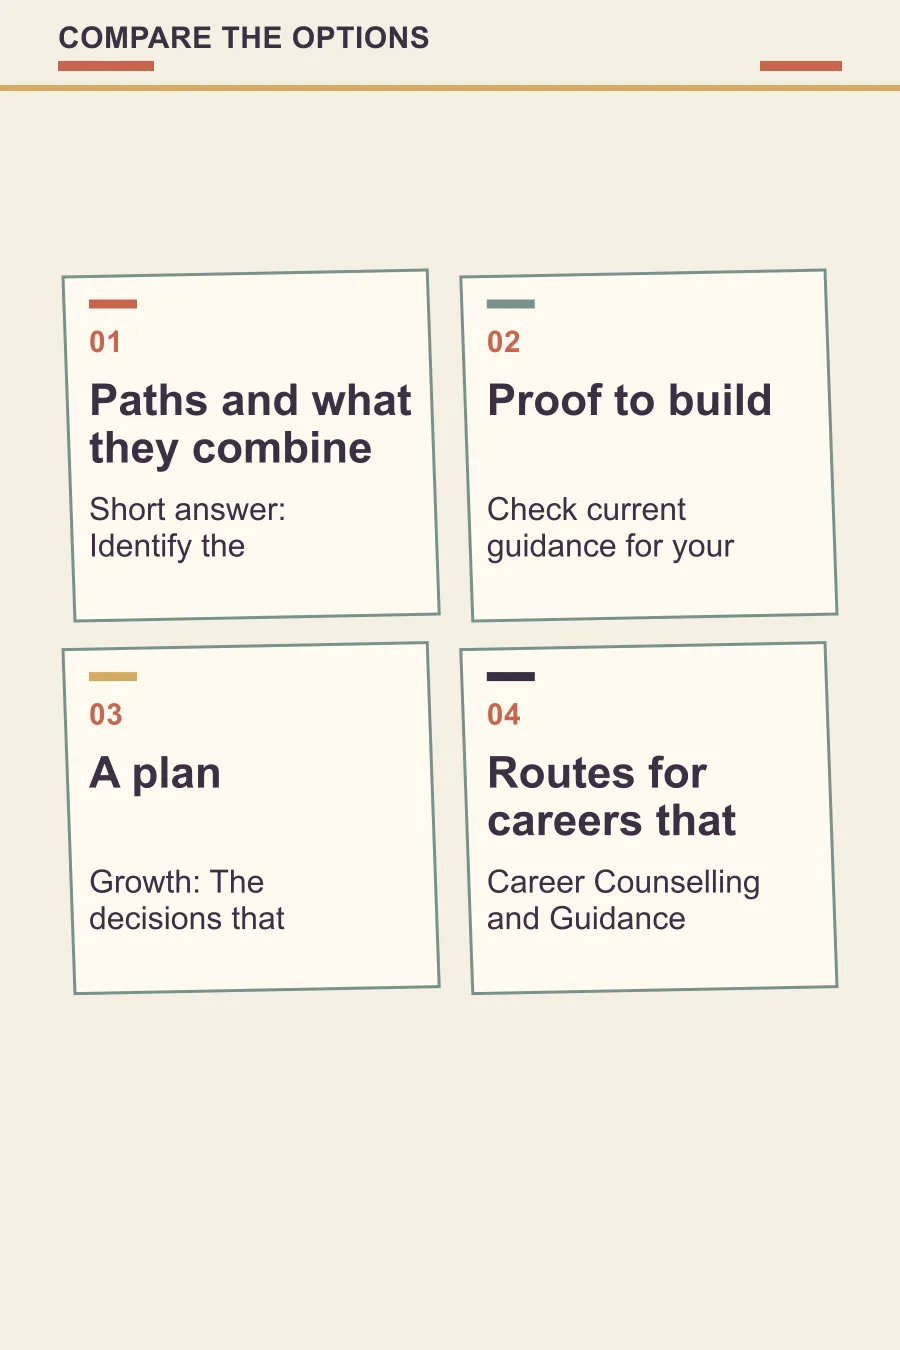 COMPARE THE OPTIONS
01
Paths and what
they combine
Short answer:
Identify the
02
Proof to build
Check current
guidance for your
03
A plan
Growth: The
decisions that
04
Routes for
careers that
Career Counselling
and Guidance